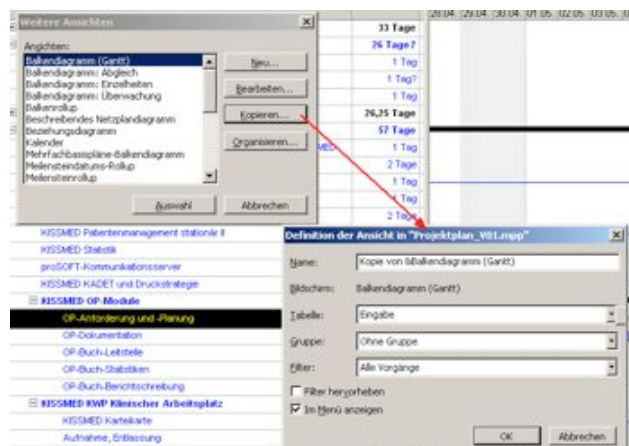 28.04. 29.04. 30.04. 01.05. 02.05. 03.05.
Weitere Ansichten
Ansichten:
Balkendiagramm (Gantt)
Balkendiagramm: Abgleich
Balkendiagramm: Einzelheiten
Balkendiagramm: Überwachung
Balkenrollup
Beschreibendes Netzplandiagramm
Beziehungsdiagramm
Kalender
Mehrfachbasispläne-Balkendiagramm
Meilensteindatums-Rollup
Meilensteinrollup
Neu...
Bearbeiten...
Kopieren...
Organisieren...
Auswahl
Abbrechen
33 Tage
26 Tage?
1 Tag
1 Tag?
1 Tag
26,25 Tage
57 Tage
1 Tag
2 Tage
1 Tag
1 Tag
2 Tage
KISSMED Patientenmanagement stationär II
KISSMED Statistik
proSOFT-Kommunikationsserver
KISSMED KADET und Druckstrategie
KISSMED OP-Module
OP-Anforderung und -Planung
OP-Dokumentation
OP-Buch-Leitstelle
OP-Buch-Statistiken
OP-Buch-Berichtschreibung
KISSMED KWP Klinischer Arbeitsplatz
KISSMED Karteikarte
Aufnahme, Entlassung
Definition der Ansicht in "Projektplan_V01.mpp"
Name: Kopie von &Balkendiagramm (Gantt)
Bildschirm: Balkendiagramm (Gantt)
Tabelle: Eingabe
Gruppe: Ohne Gruppe
Filter: Alle Vorgänge
Filter hervorheben
Im Menü anzeigen
OK Abbrechen